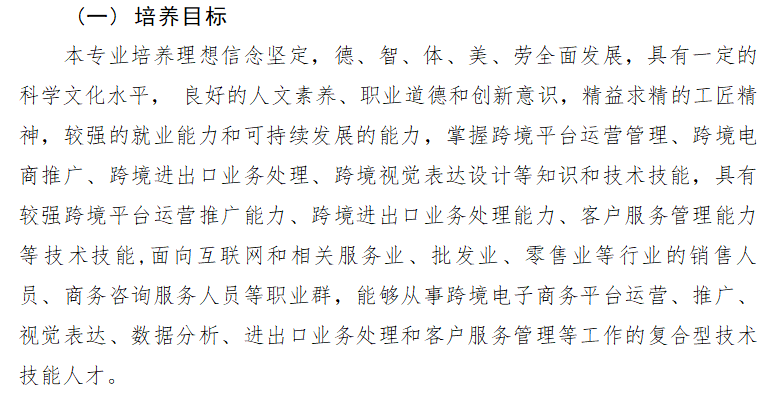 (一) 培养目标
本专业培养理想信念坚定，德、智、体、美、劳全面发展，具有一定的
科学文化水平， 良好的人文素养、职业道德和创新意识，精益求精的工匠精
神，较强的就业能力和可持续发展的能力，掌握跨境平台运营管理、跨境电
商推广、跨境进出口业务处理、跨境视觉表达设计等知识和技术技能，具有
较强跨境平台运营推广能力、跨境进出口业务处理能力、客户服务管理能力
等技术技能,面向互联网和相关服务业、批发业、零售业等行业的销售人
员、商务咨询服务人员等职业群，能够从事跨境电子商务平台运营、推广、
视觉表达、数据分析、进出口业务处理和客户服务管理等工作的复合型技术
技能人才。